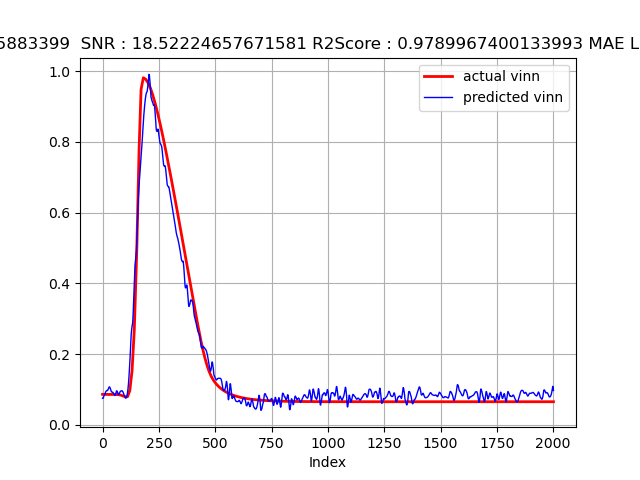 5883399  SNR : 18.52224657671581 R2Score : 0.9789967400133993 MAE L
actual vinn
predicted vinn
1.0
0.8
0.6
0.4
0.2
0.0
0 250 500 750 1000 1250 1500 1750 2000
Index